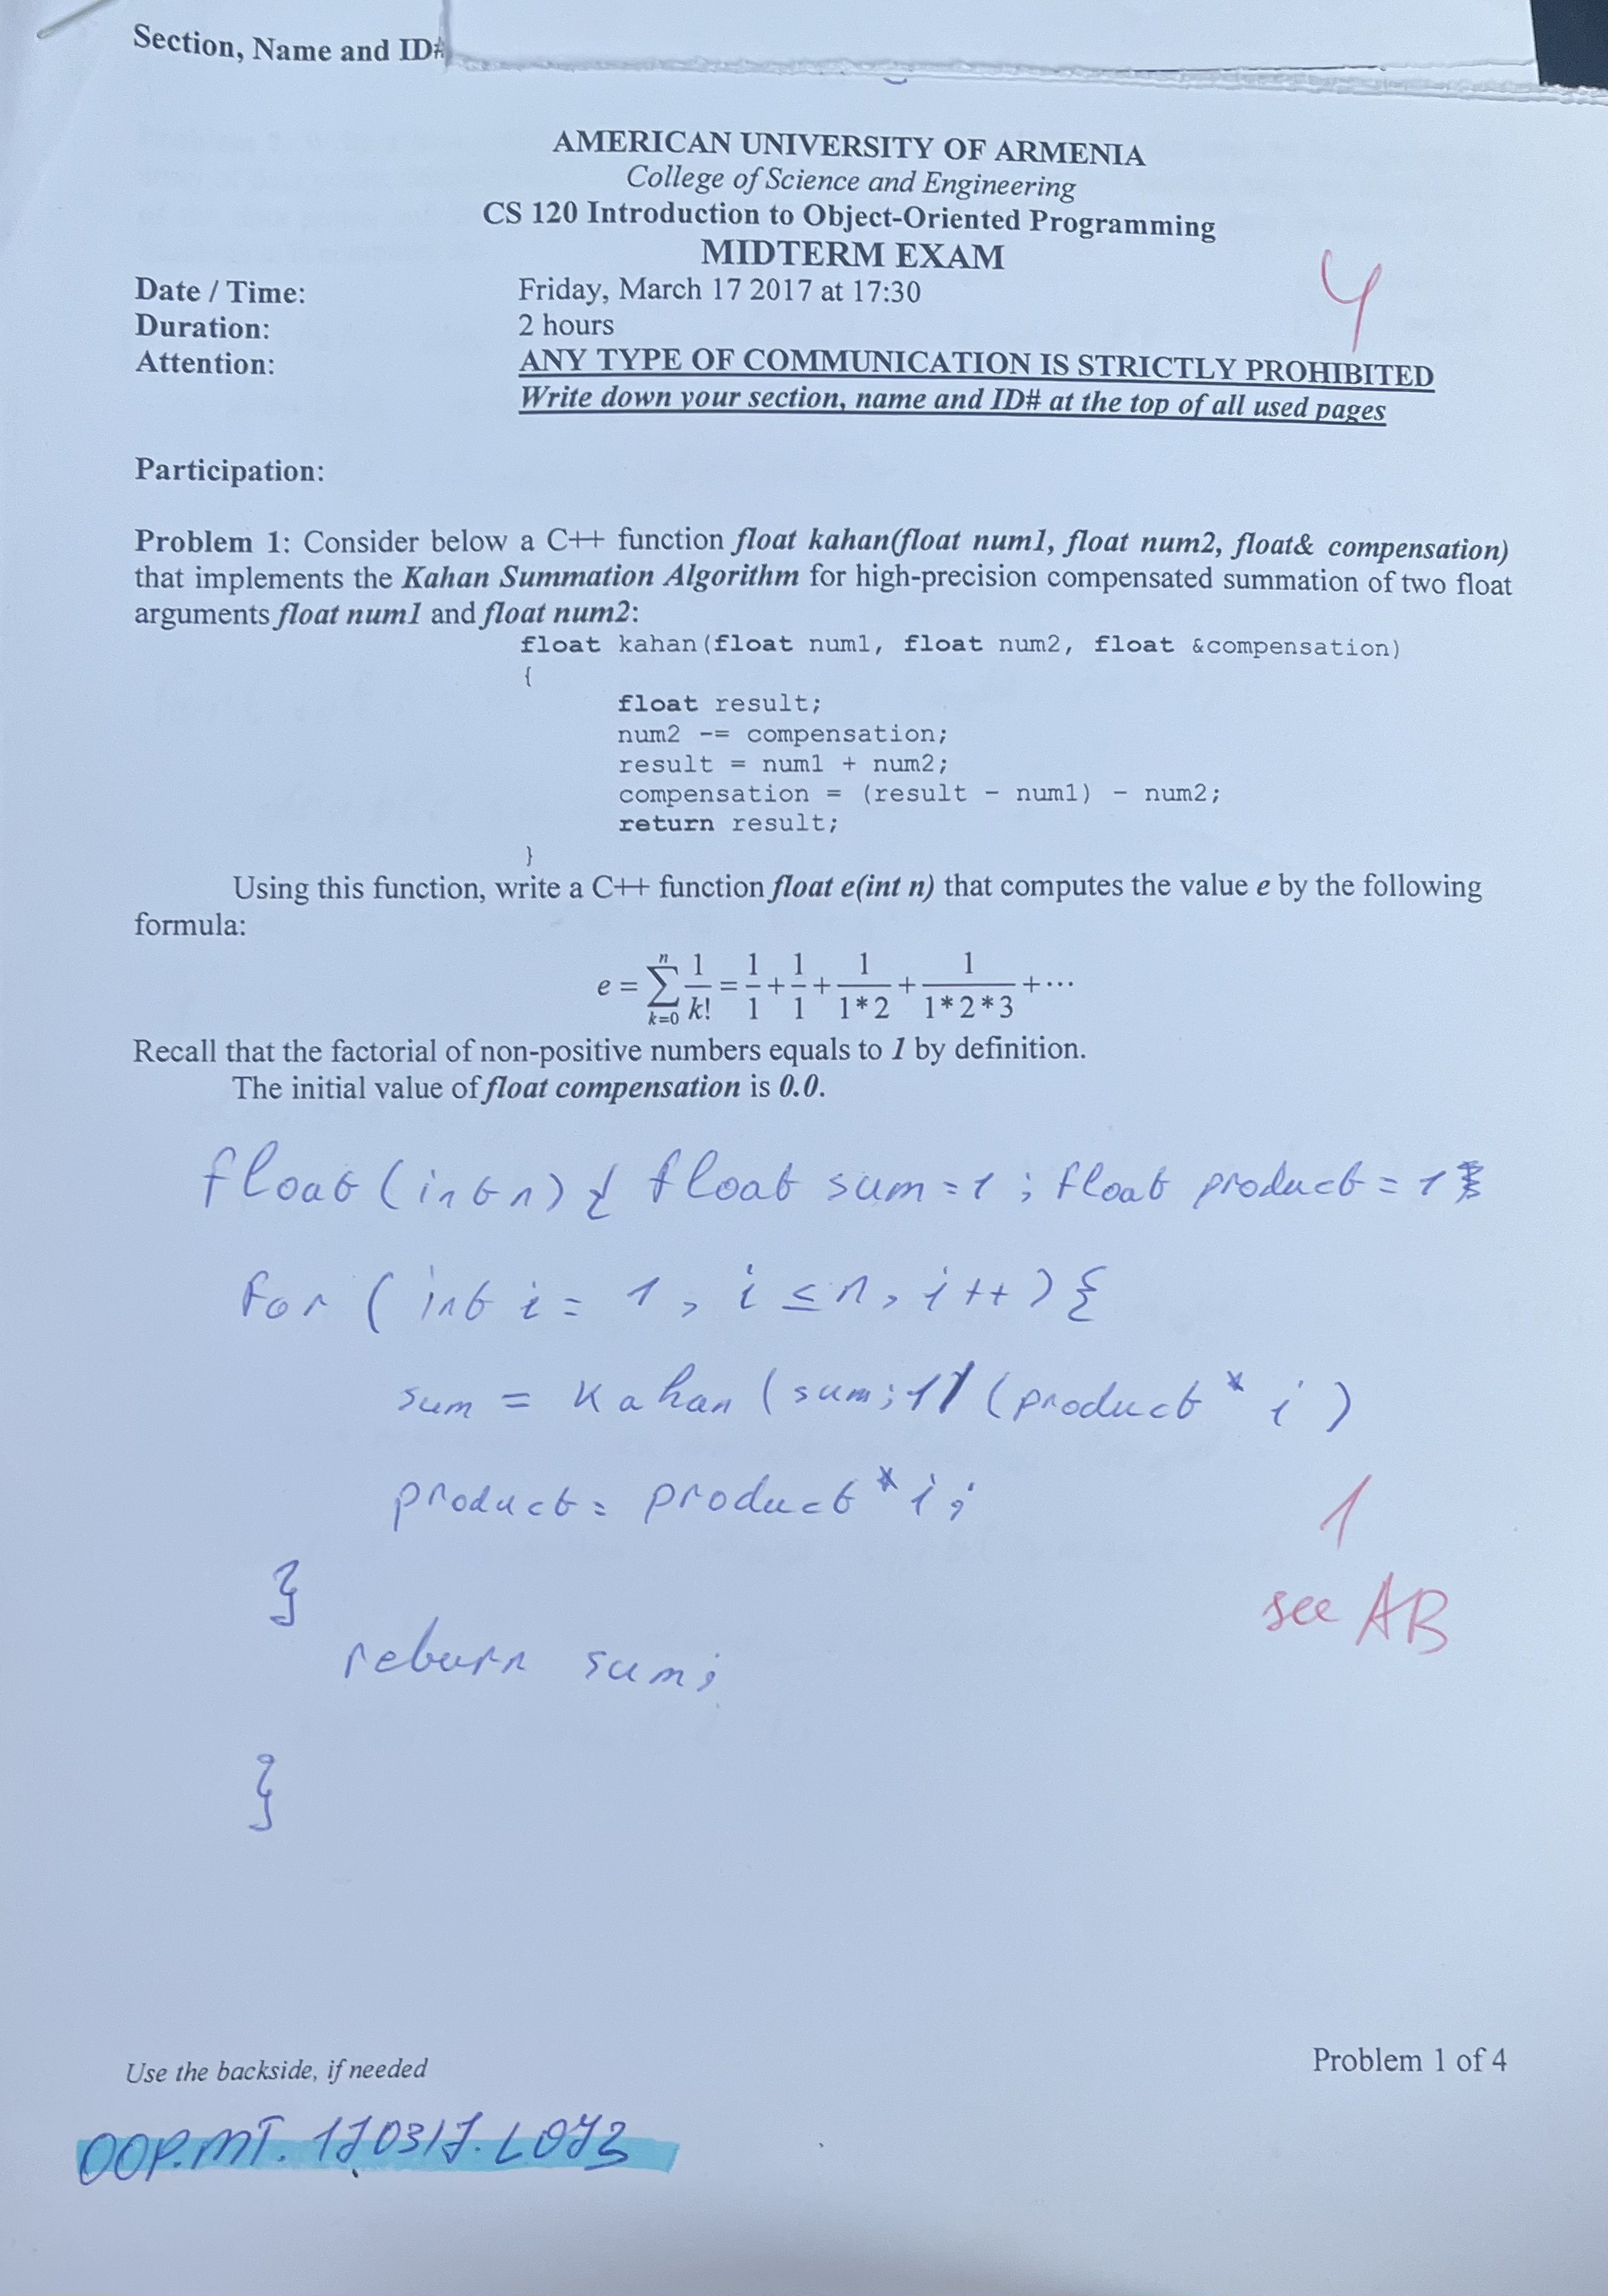 Section, Name and ID#
AMERICAN UNIVERSITY OF ARMENIA
College of Science and Engineering
CS 120 Introduction to Object-Oriented Programming
MIDTERM EXAM
Date / Time: Friday, March 17 2017 at 17:30
Duration: 2 hours
Attention: ANY TYPE OF COMMUNICATION IS STRICTLY PROHIBITED
Write down your section, name and ID# at the top of all used pages
4
Participation:
Problem 1: Consider below a C++ function float kahan(float num1, float num2, float& compensation)
that implements the Kahan Summation Algorithm for high-precision compensated summation of two float
arguments float num1 and float num2:
float kahan(float num1, float num2, float &compensation)
{
float result;
num2 -= compensation;
result = num1 + num2;
compensation = (result - num1) - num2;
return result;
}
Using this function, write a C++ function float e(int n) that computes the value e by the following
formula:
e = \sum_{k=0}^{n} \frac{1}{k!} = \frac{1}{1} + \frac{1}{1} + \frac{1}{1*2} + \frac{1}{1*2*3} + ⋯
Recall that the factorial of non-positive numbers equals to 1 by definition.
The initial value of float compensation is 0.0.
float (int n) { float sum = 1 ; float product = 1
for ( int i = 1 , i ≤ n , i ++ ) {
sum = kahan ( sum ; 1 / ( product * i )
product = product * i ;
}
return sum ;
}
1
see AB
Use the backside, if needed
Problem 1 of 4
OOP.MT. 170317. L073